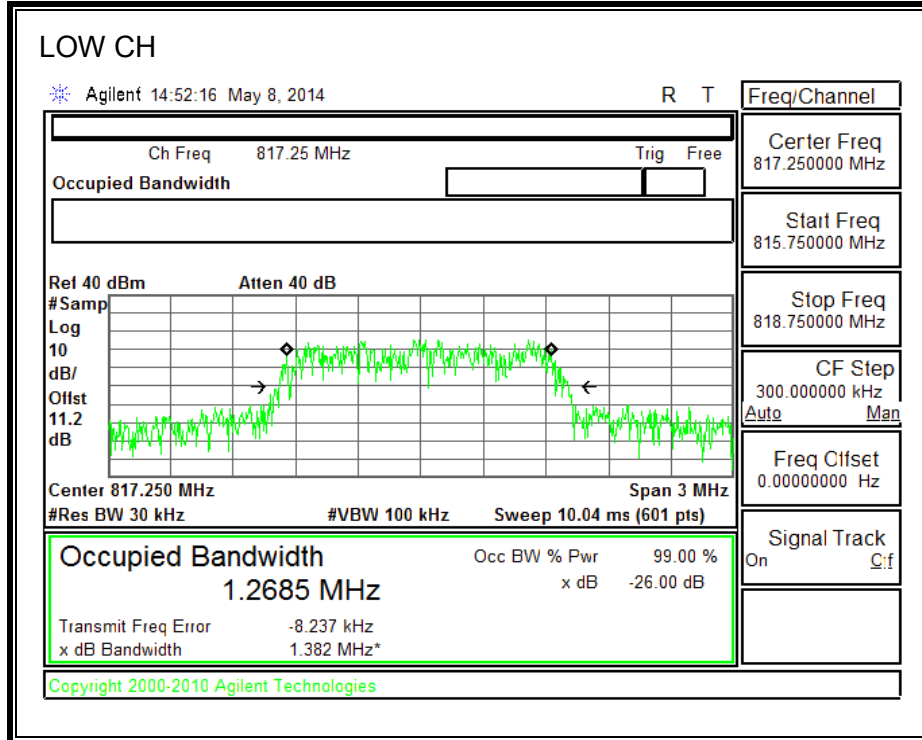 LOW CH
Agilent 14:52:16 May 8, 2014 R T
Freq/Channel
Ch Freq 817.25 MHz Trig Free
Occupied Bandwidth
Center Freq
817.250000 MHz
Start Freq
815.750000 MHz
Stop Freq
818.750000 MHz
CF Step
300.000000 kHz
Auto Man
Freq Offset
0.00000000 Hz
Signal Track
On Off
Ref 40 dBm Atten 40 dB
#Samp
Log
10
dB/
Offst
11.2
dB
Center 817.250 MHz Span 3 MHz
#Res BW 30 kHz #VBW 100 kHz Sweep 10.04 ms (601 pts)
Occupied Bandwidth
1.2685 MHz
Occ BW % Pwr 99.00 %
x dB -26.00 dB
Transmit Freq Error -8.237 kHz
x dB Bandwidth 1.382 MHz*
Copyright 2000-2010 Agilent Technologies